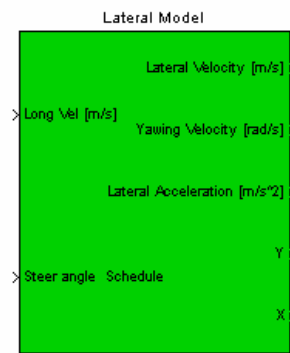 Lateral Model
Lateral Velocity [m/s]
Long Vel [m/s]
Yawing Velocity [rad/s]
Lateral Acceleration [m/s^2]
Y
Steer angle Schedule
X